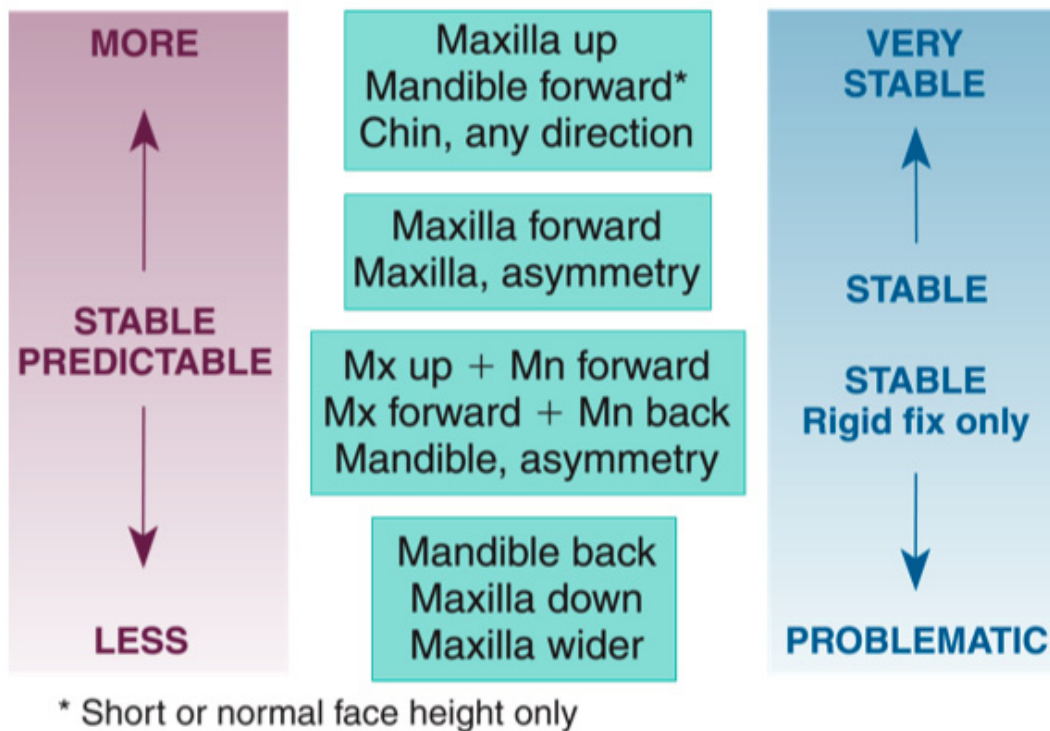 MORE
STABLE
PREDICTABLE
LESS
Maxilla up
Mandible forward*
Chin, any direction
Maxilla forward
Maxilla, asymmetry
Mx up + Mn forward
Mx forward + Mn back
Mandible, asymmetry
Mandible back
Maxilla down
Maxilla wider
VERY
STABLE
STABLE
STABLE
Rigid fix only
PROBLEMATIC
* Short or normal face height only